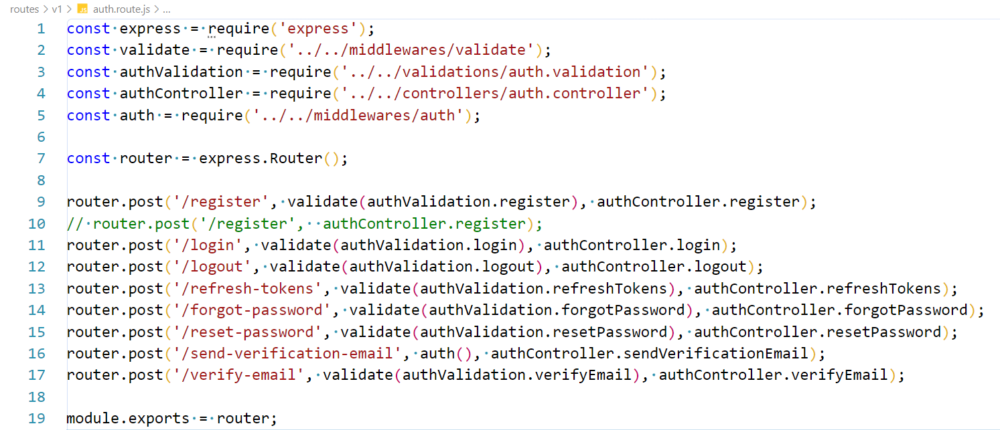 routes > v1 > JS auth.route.js > ...
1 const express = require('express');
2 const validate = require('../../middlewares/validate');
3 const authValidation = require('../../validations/auth.validation');
4 const authController = require('../../controllers/auth.controller');
5 const auth = require('../../middlewares/auth');
6
7 const router = express.Router();
8
9 router.post('/register', validate(authValidation.register), authController.register);
10 // router.post('/register',  authController.register);
11 router.post('/login', validate(authValidation.login), authController.login);
12 router.post('/logout', validate(authValidation.logout), authController.logout);
13 router.post('/refresh-tokens', validate(authValidation.refreshTokens), authController.refreshTokens);
14 router.post('/forgot-password', validate(authValidation.forgotPassword), authController.forgotPassword);
15 router.post('/reset-password', validate(authValidation.resetPassword), authController.resetPassword);
16 router.post('/send-verification-email', auth(), authController.sendVerificationEmail);
17 router.post('/verify-email', validate(authValidation.verifyEmail), authController.verifyEmail);
18
19 module.exports = router;